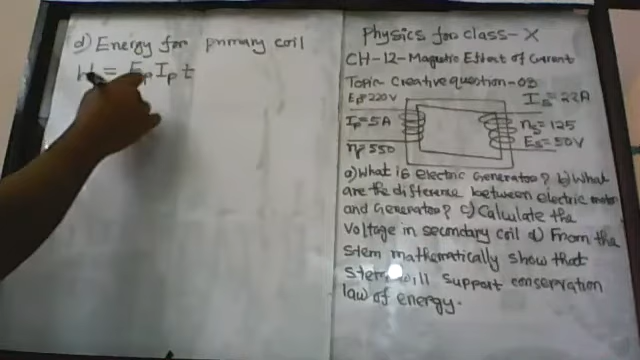 d) Energy for primary coil
H = EpIpt
Physics for class-X
CH-12-Magnetic Effect of Current
Topic Creative question-03
Ep=220V
Is=22A
Ip=5A
ns=125
np=550
Es=50V
a) What is electric Generator? b) What
are the difference between electric motor
and Generator? c) Calculate the
Voltage in secondary coil d) From the
stem mathematically show that
stem will support conservation
law of energy.